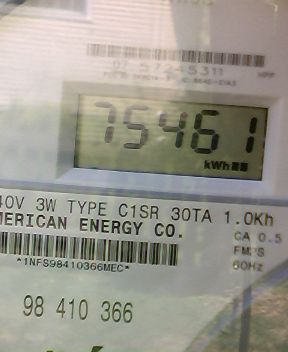 75461
kWh
40V 3W TYPE C1SR 30TA 1.0Kh
MERICAN ENERGY CO.
CA 0.5
*1NFS98410366MEC*
60Hz
98 410 366